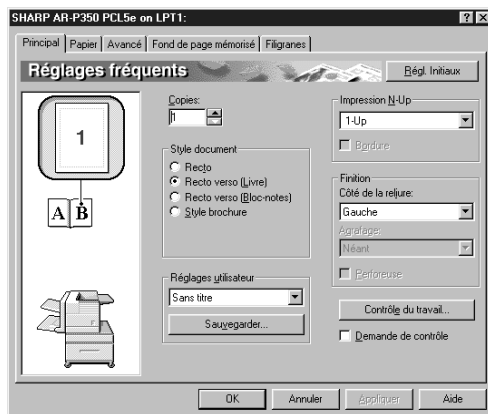 SHARP AR-P350 PCL5e on LPT1:
Principal Papier Avancé Fond de page mémorisé Filigranes
Réglages fréquents
Régl. Initiaux
1
A B
Copies:
1
Style document
Recto
Recto verso (Livre)
Recto verso (Bloc-notes)
Style brochure
Réglages utilisateur
Sans titre
Sauvegarder...
Impression N-Up
1-Up
Bordure
Finition
Côté de la reliure:
Gauche
Agrafage:
Néant
Perforeuse
Contrôle du travail...
Demande de contrôle
OK Annuler Appliquer Aide